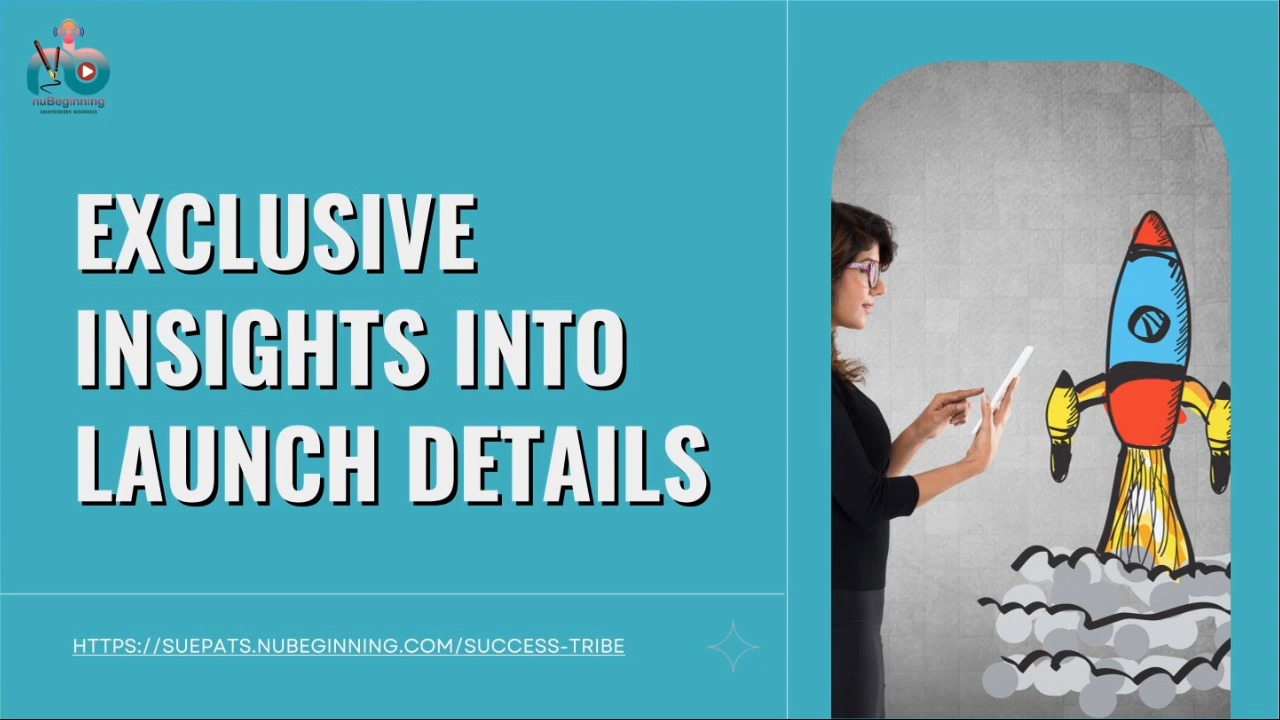 nuBeginning
EXCLUSIVE
INSIGHTS INTO
LAUNCH DETAILS
HTTPS://SUEPATS.NUBEGINNING.COM/SUCCESS-TRIBE